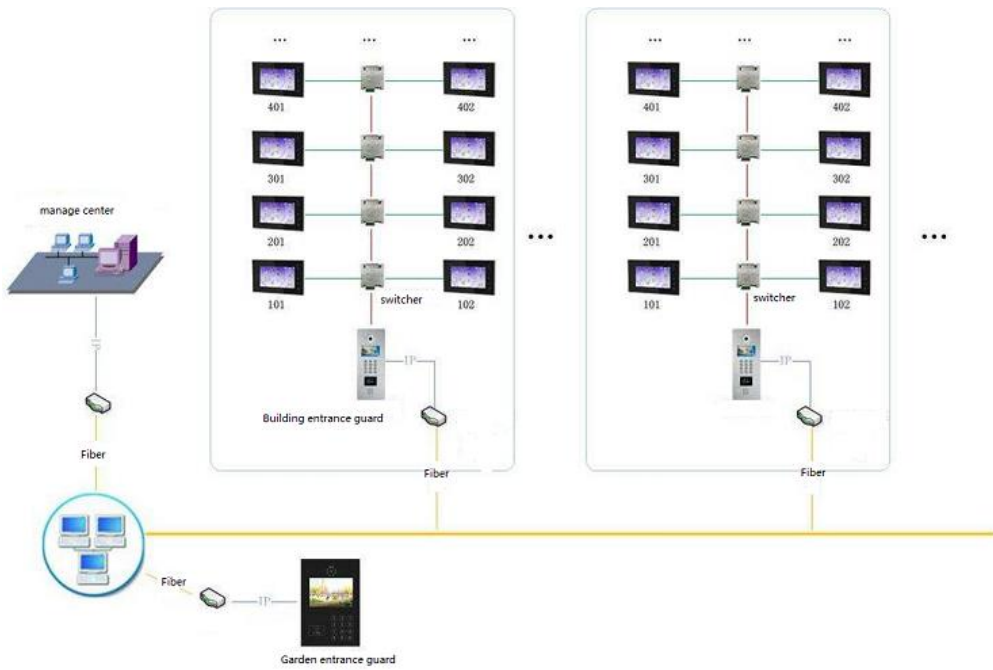 ... ... ...
401 402
301 302
201 202
101 102
switcher
IP
Building entrance guard
Fiber
...
... ... ...
401 402
301 302
201 202
101 102
switcher
IP
Fiber
...
manage center
IP
Fiber
Fiber
IP
Garden entrance guard